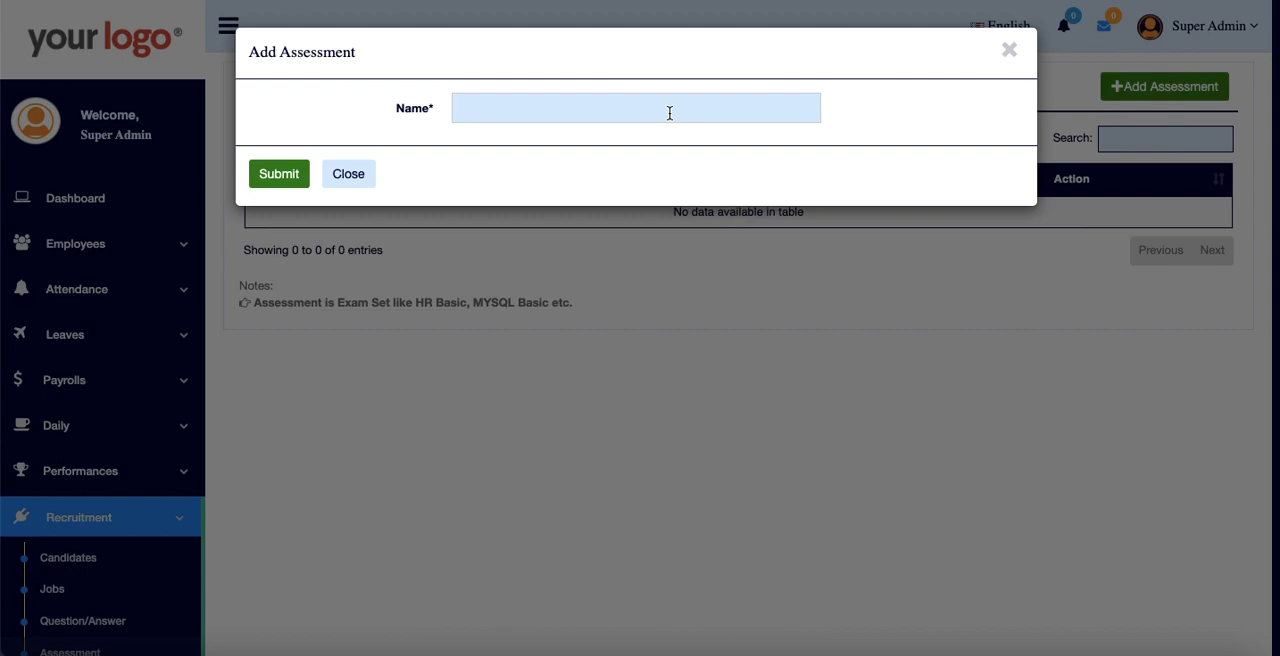 your logo®
English
0
0
Super Admin
Add Assessment
Name*
Submit
Close
Add Assessment
Search:
Action
No data available in table
Showing 0 to 0 of 0 entries
Previous
Next
Notes:
Assessment is Exam Set like HR Basic, MYSQL Basic etc.
Welcome,
Super Admin
Dashboard
Employees
Attendance
Leaves
Payrolls
Daily
Performances
Recruitment
Candidates
Jobs
Question/Answer
Assessment